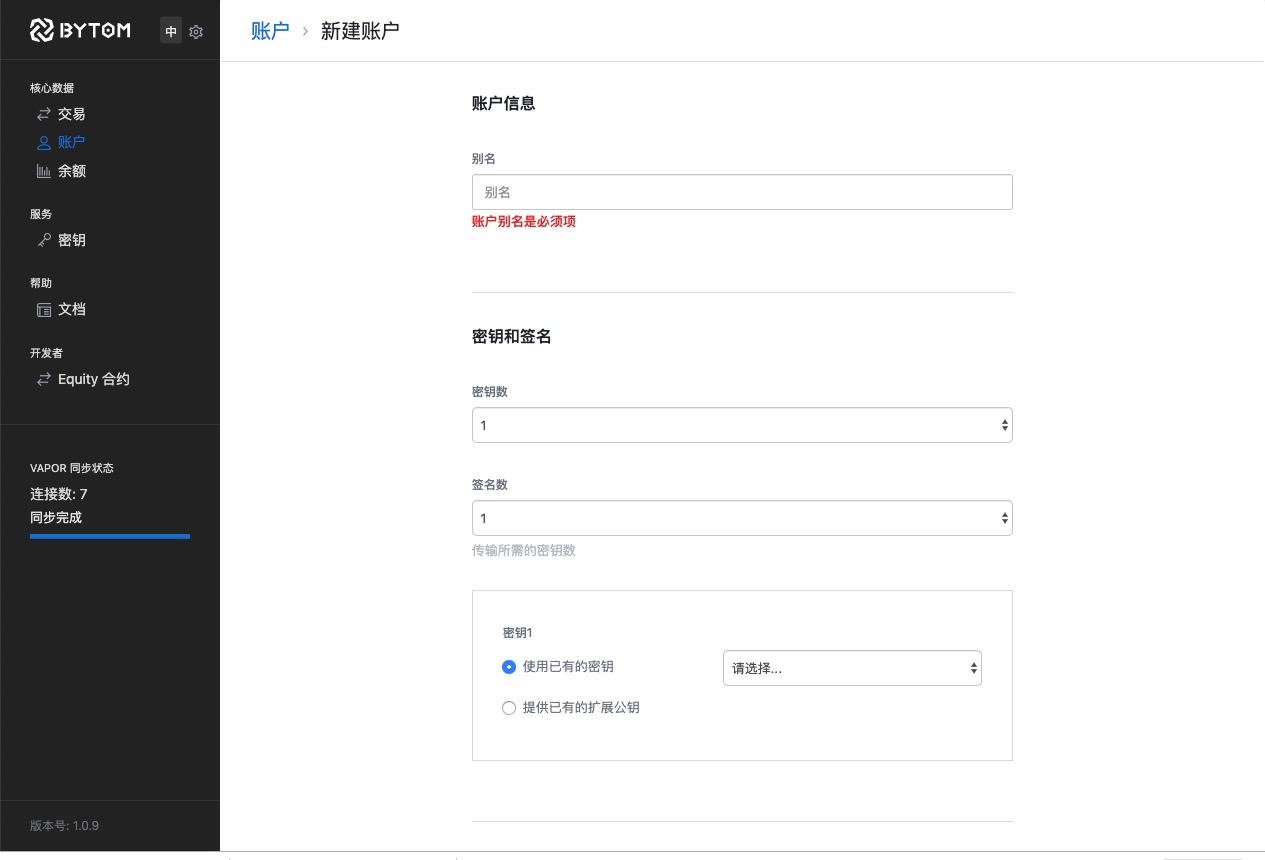 BYTOM
中
核心数据
交易
账户
余额
服务
密钥
帮助
文档
开发者
Equity 合约
VAPOR 同步状态
连接数: 7
同步完成
版本号: 1.0.9
账户 › 新建账户
账户信息
别名
别名
账户别名是必须项
密钥和签名
密钥数
1
签名数
1
传输所需的密钥数
密钥1
使用已有的密钥
请选择...
提供已有的扩展公钥